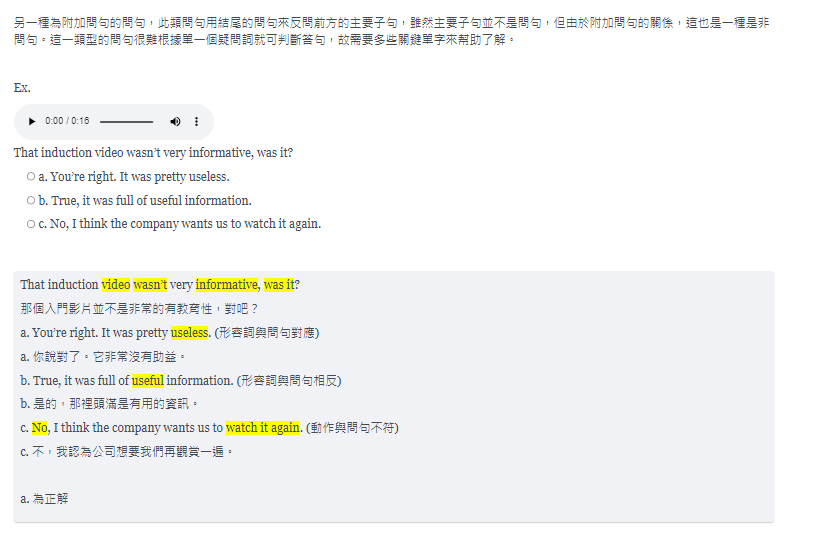 另一種為附加問句的問句，此類問句用結尾的問句來反問前方的主要子句，雖然主要子句並不是問句，但由於附加問句的關係，這也是一種是非
問句。這一類型的問句很難根據單一個疑問詞就可判斷答句，故需要多些關鍵單字來幫助了解。
Ex.
0:00 / 0:16
That induction video wasn't very informative, was it?
a. You're right. It was pretty useless.
b. True, it was full of useful information.
c. No, I think the company wants us to watch it again.
That induction video wasn't very informative, was it?
那個入門影片並不是非常的有教育性，對吧？
a. You're right. It was pretty useless. (形容詞與問句對應)
a. 你說對了。它非常沒有助益。
b. True, it was full of useful information. (形容詞與問句相反)
b. 是的，那裡頭滿是有用的資訊。
c. No, I think the company wants us to watch it again. (動作與問句不符)
c. 不，我認為公司想要我們再觀賞一遍。
a. 為正解